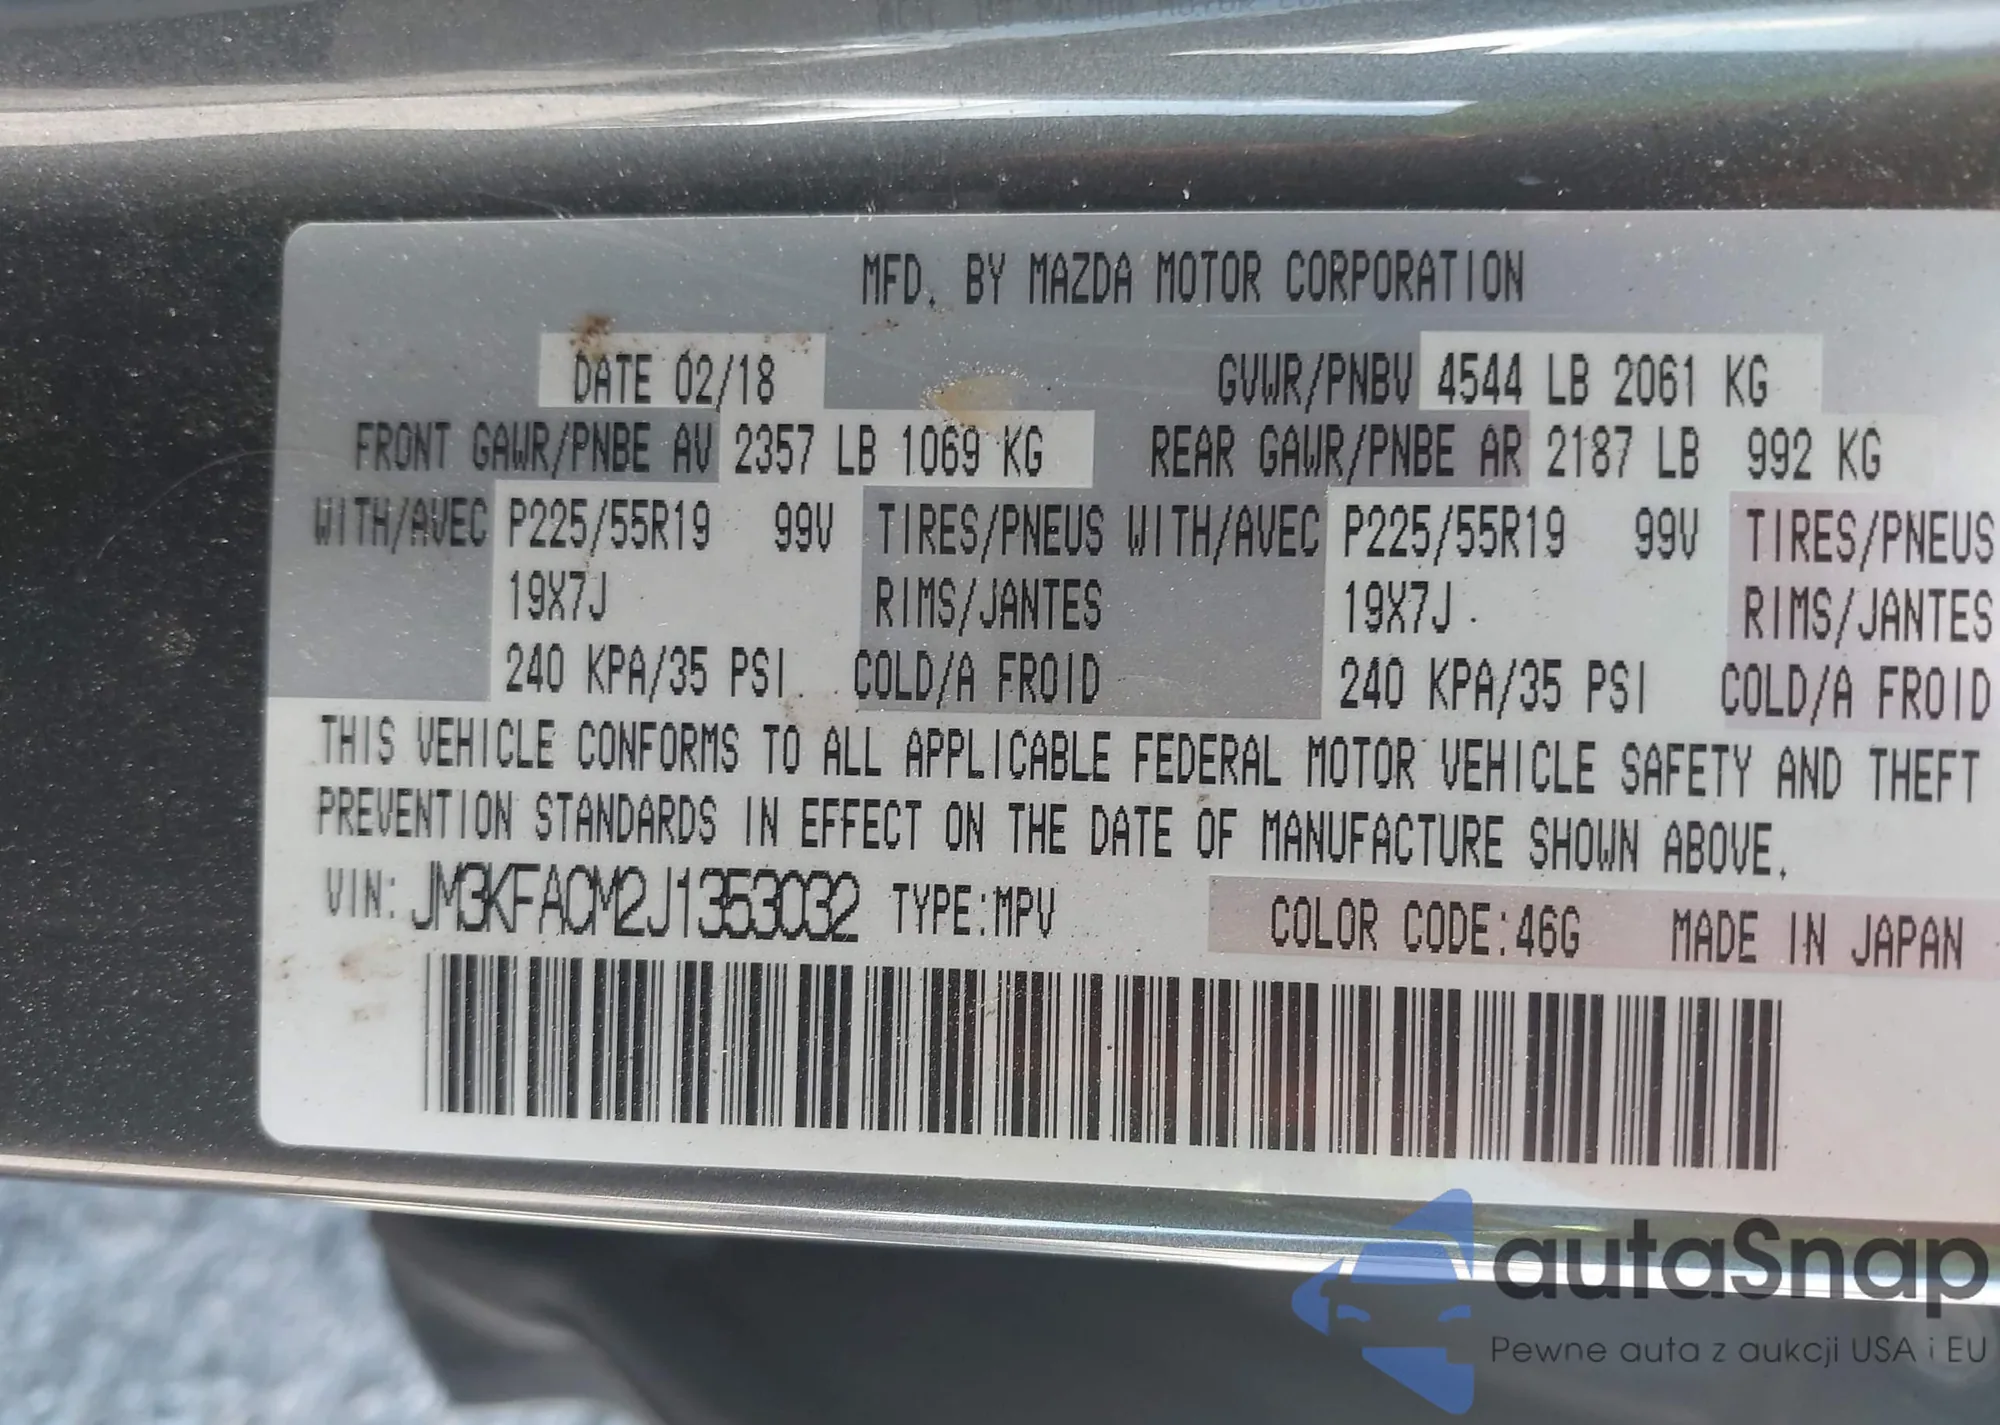 MFD. BY MAZDA MOTOR CORPORATION
DATE 02/18 GVWR/PNBV 4544 LB 2061 KG
FRONT GAWR/PNBE AV 2357 LB 1069 KG REAR GAWR/PNBE AR 2187 LB 992 KG
WITH/AVEC P225/55R19 99V TIRES/PNEUS WITH/AVEC P225/55R19 99V TIRES/PNEUS
19X7J RIMS/JANTES 19X7J RIMS/JANTES
240 KPA/35 PSI COLD/A FROID 240 KPA/35 PSI COLD/A FROID
THIS VEHICLE CONFORMS TO ALL APPLICABLE FEDERAL MOTOR VEHICLE SAFETY AND THEFT
PREVENTION STANDARDS IN EFFECT ON THE DATE OF MANUFACTURE SHOWN ABOVE.
VIN: JM3KFACM2J1353032 TYPE:MPV COLOR CODE:46G MADE IN JAPAN
autaSnap
Pewne auta z aukcji USA i EU